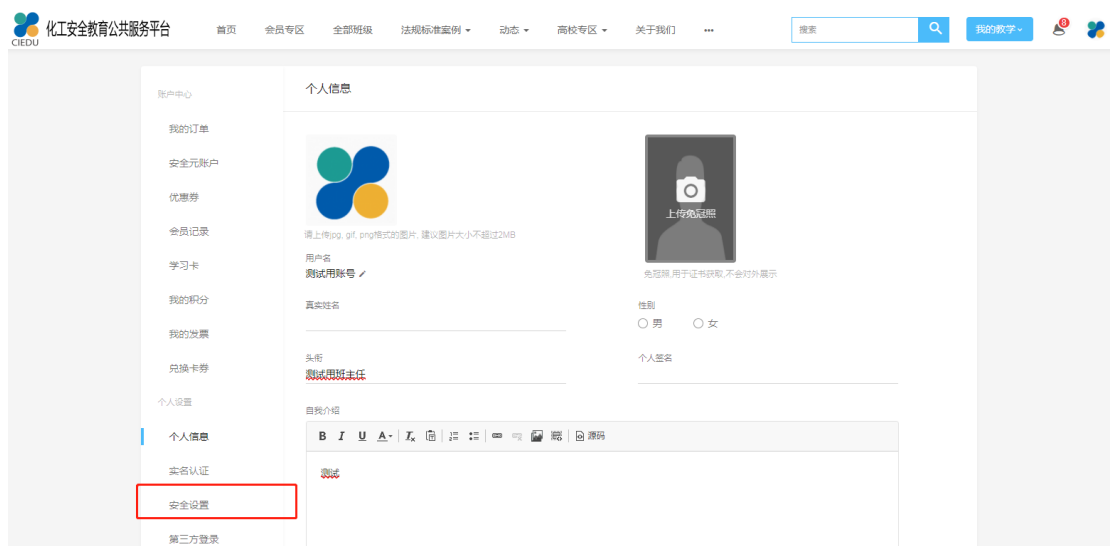 化工安全教育公共服务平台
CIEDU
首页 会员专区 全部班级 法规标准案例 动态 高校专区 关于我们 ...
搜索
我的教学
8
账户中心
我的订单
安全元账户
优惠券
会员记录
学习卡
我的积分
我的发票
兑换卡券
个人设置
个人信息
实名认证
安全设置
第三方登录
个人信息
上传免冠照
请上传jpg, gif, png格式的图片, 建议图片大小不超过2MB
免冠照,用于证书获取,不会对外展示
用户名
测试用账号
真实姓名
性别
男 女
头衔
测试用班主任
个人签名
自我介绍
B I U A Ix 源码
测试